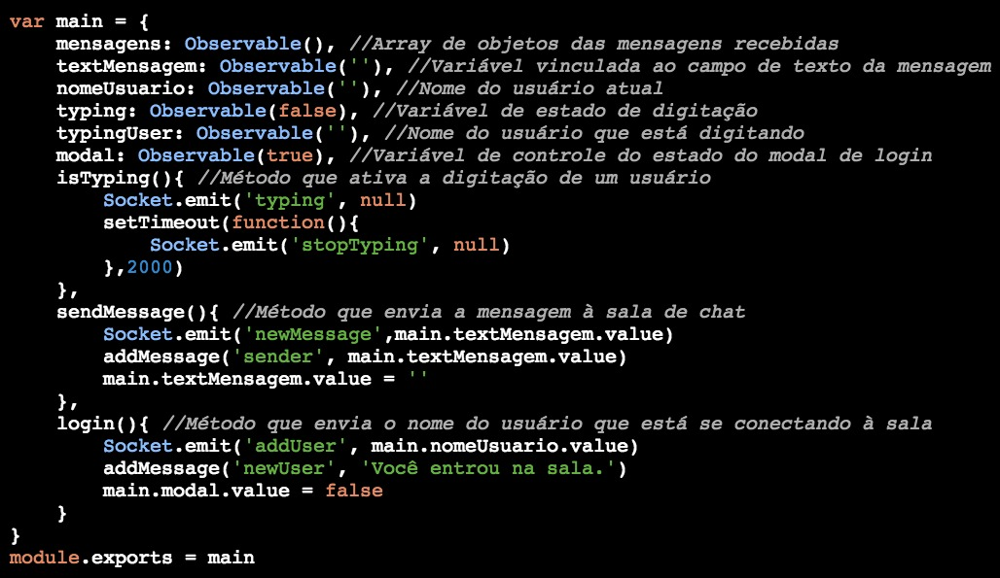 var main = {
    mensagens: Observable(), //Array de objetos das mensagens recebidas
    textMensagem: Observable(''), //Variável vinculada ao campo de texto da mensagem
    nomeUsuario: Observable(''), //Nome do usuário atual
    typing: Observable(false), //Variável de estado de digitação
    typingUser: Observable(''), //Nome do usuário que está digitando
    modal: Observable(true), //Variável de controle do estado do modal de login
    isTyping(){ //Método que ativa a digitação de um usuário
        Socket.emit('typing', null)
        setTimeout(function(){
            Socket.emit('stopTyping', null)
        },2000)
    },
    sendMessage(){ //Método que envia a mensagem à sala de chat
        Socket.emit('newMessage',main.textMensagem.value)
        addMessage('sender', main.textMensagem.value)
        main.textMensagem.value = ''
    },
    login(){ //Método que envia o nome do usuário que está se conectando à sala
        Socket.emit('addUser', main.nomeUsuario.value)
        addMessage('newUser', 'Você entrou na sala.')
        main.modal.value = false
    }
}
module.exports = main